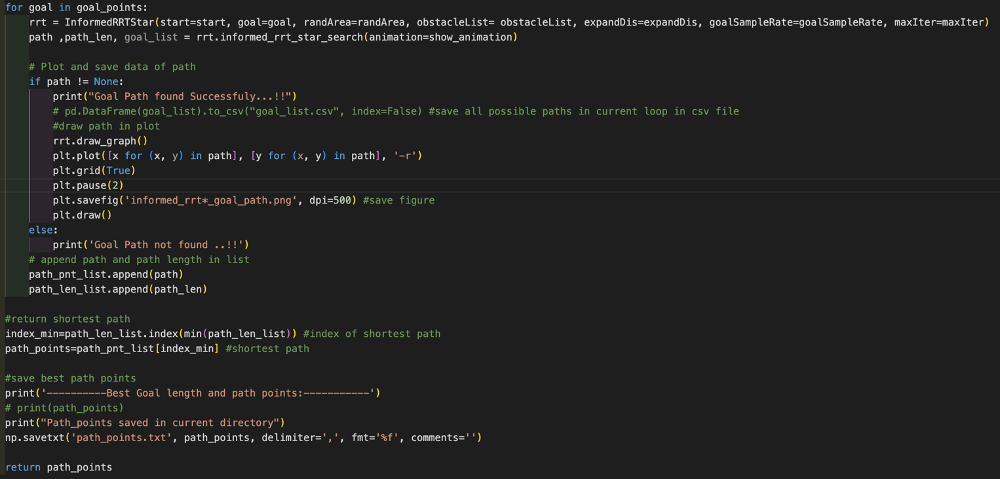 for goal in goal_points:
    rrt = InformedRRTStar(start=start, goal=goal, randArea=randArea, obstacleList= obstacleList, expandDis=expandDis, goalSampleRate=goalSampleRate, maxIter=maxIter)
    path ,path_len, goal_list = rrt.informed_rrt_star_search(animation=show_animation)

    # Plot and save data of path
    if path != None:
        print("Goal Path found Successfuly...!!")
        # pd.DataFrame(goal_list).to_csv("goal_list.csv", index=False) #save all possible paths in current loop in csv file
        #draw path in plot
        rrt.draw_graph()
        plt.plot([x for (x, y) in path], [y for (x, y) in path], '-r')
        plt.grid(True)
        plt.pause(2)
        plt.savefig('informed_rrt*_goal_path.png', dpi=500) #save figure
        plt.draw()
    else:
        print('Goal Path not found ..!!')
    # append path and path length in list
    path_pnt_list.append(path)
    path_len_list.append(path_len)

#return shortest path
index_min=path_len_list.index(min(path_len_list)) #index of shortest path
path_points=path_pnt_list[index_min] #shortest path

#save best path points
print('----------Best Goal length and path points:-----------')
# print(path_points)
print("Path_points saved in current directory")
np.savetxt('path_points.txt', path_points, delimiter=',', fmt='%f', comments='')

return path_points